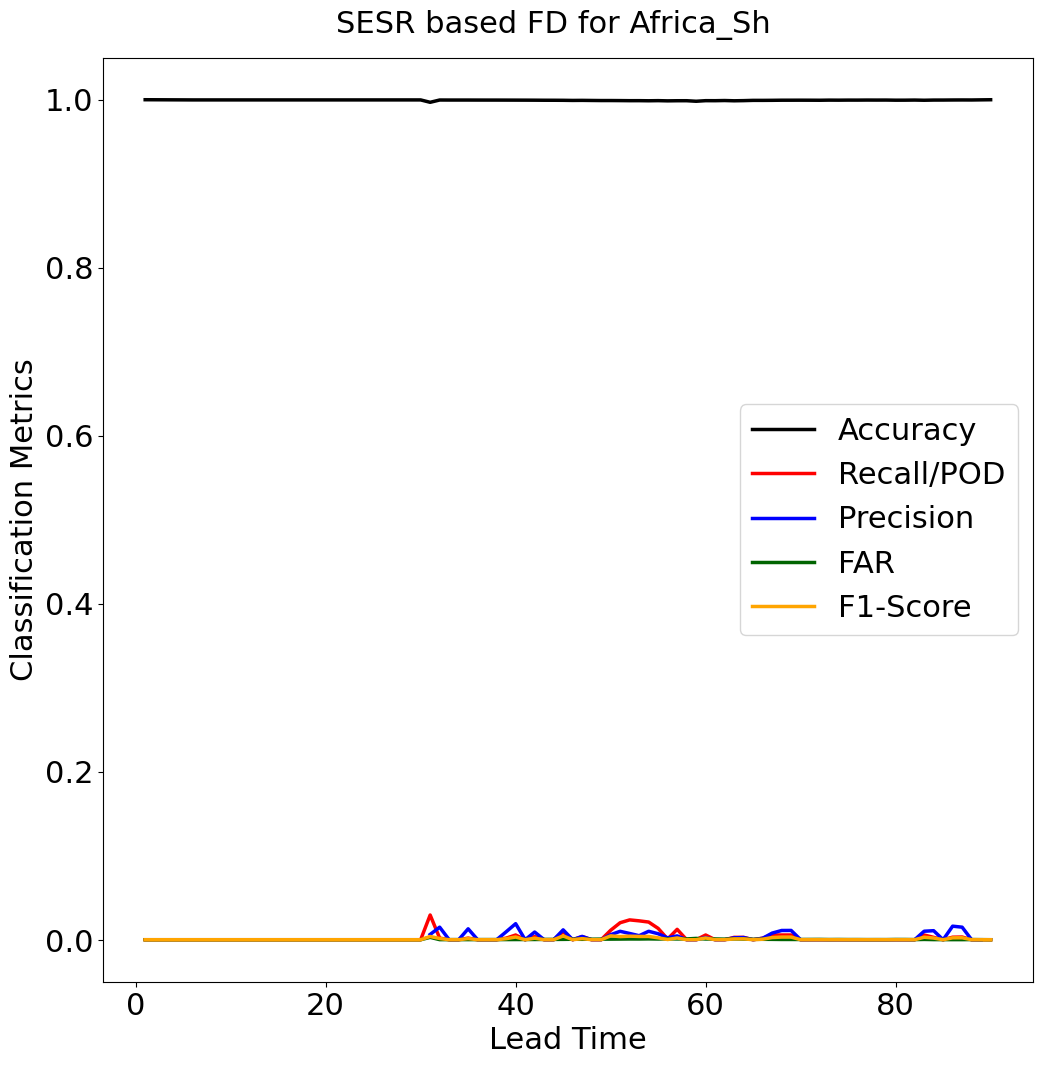 SESR based FD for Africa_Sh
Classification Metrics
1.0
0.8
0.6
0.4
0.2
0.0
Accuracy
Recall/POD
Precision
FAR
F1-Score
0 20 40 60 80
Lead Time